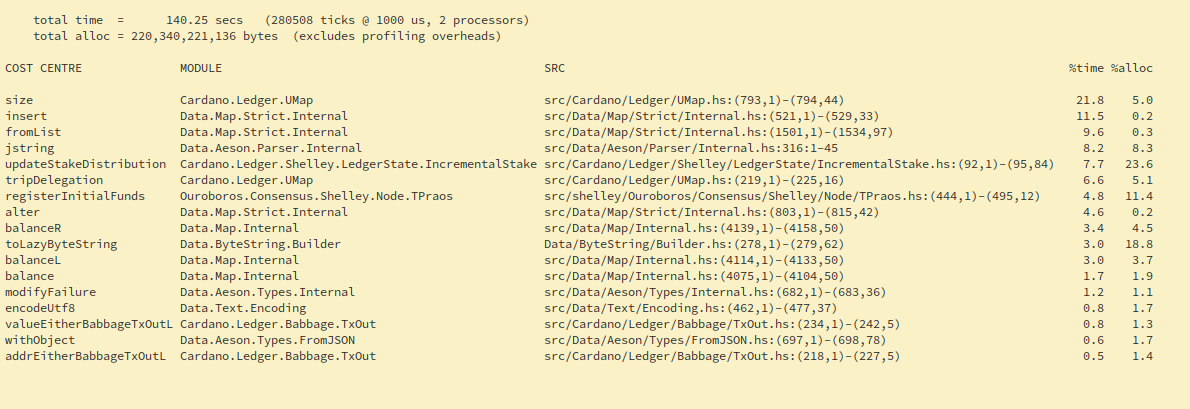 total time  =      140.25 secs   (280508 ticks @ 1000 us, 2 processors)
total alloc = 220,340,221,136 bytes  (excludes profiling overheads)
COST CENTRE MODULE SRC %time %alloc
size Cardano.Ledger.UMap src/Cardano/Ledger/UMap.hs:(793,1)-(794,44) 21.8 5.0
insert Data.Map.Strict.Internal src/Data/Map/Strict/Internal.hs:(521,1)-(529,33) 11.5 0.2
fromList Data.Map.Strict.Internal src/Data/Map/Strict/Internal.hs:(1501,1)-(1534,97) 9.6 0.3
jstring Data.Aeson.Parser.Internal src/Data/Aeson/Parser/Internal.hs:316:1-45 8.2 8.3
updateStakeDistribution Cardano.Ledger.Shelley.LedgerState.IncrementalStake src/Cardano/Ledger/Shelley/LedgerState/IncrementalStake.hs:(92,1)-(95,84) 7.7 23.6
tripDelegation Cardano.Ledger.UMap src/Cardano/Ledger/UMap.hs:(219,1)-(225,16) 6.6 5.1
registerInitialFunds Ouroboros.Consensus.Shelley.Node.TPraos src/shelley/Ouroboros/Consensus/Shelley/Node/TPraos.hs:(444,1)-(495,12) 4.8 11.4
alter Data.Map.Strict.Internal src/Data/Map/Strict/Internal.hs:(803,1)-(815,42) 4.6 0.2
balanceR Data.Map.Internal src/Data/Map/Internal.hs:(4139,1)-(4158,50) 3.4 4.5
toLazyByteString Data.ByteString.Builder Data/ByteString/Builder.hs:(278,1)-(279,62) 3.0 18.8
balanceL Data.Map.Internal src/Data/Map/Internal.hs:(4114,1)-(4133,50) 3.0 3.7
balance Data.Map.Internal src/Data/Map/Internal.hs:(4075,1)-(4104,50) 1.7 1.9
modifyFailure Data.Aeson.Types.Internal src/Data/Aeson/Types/Internal.hs:(682,1)-(683,36) 1.2 1.1
encodeUtf8 Data.Text.Encoding src/Data/Text/Encoding.hs:(462,1)-(477,37) 0.8 1.7
valueEitherBabbageTxOutL Cardano.Ledger.Babbage.TxOut src/Cardano/Ledger/Babbage/TxOut.hs:(234,1)-(242,5) 0.8 1.3
withObject Data.Aeson.Types.FromJSON src/Data/Aeson/Types/FromJSON.hs:(697,1)-(698,78) 0.6 1.7
addrEitherBabbageTxOutL Cardano.Ledger.Babbage.TxOut src/Cardano/Ledger/Babbage/TxOut.hs:(218,1)-(227,5) 0.5 1.4